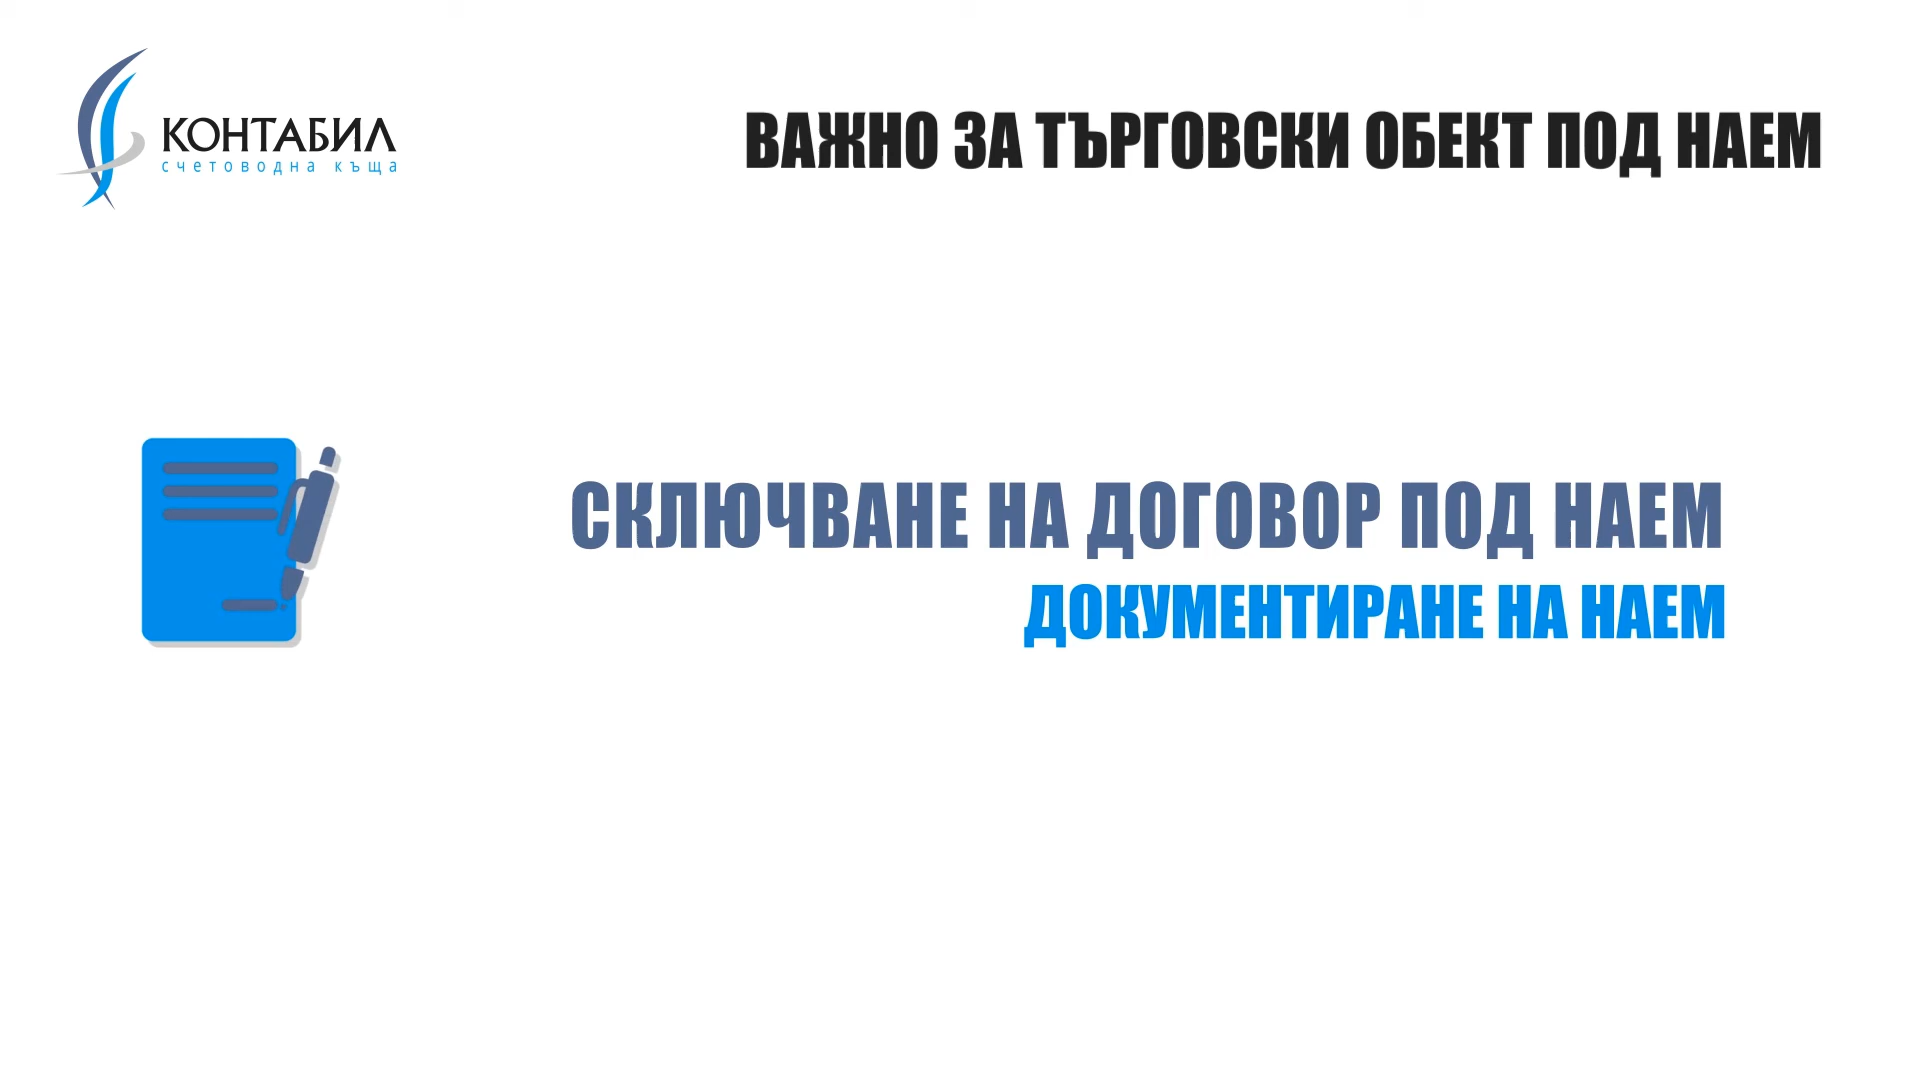 КОНТАБИЛ
счетоводна къща
ВАЖНО ЗА ТЪРГОВСКИ ОБЕКТ ПОД НАЕМ
СКЛЮЧВАНЕ НА ДОГОВОР ПОД НАЕМ
ДОКУМЕНТИРАНЕ НА НАЕМ